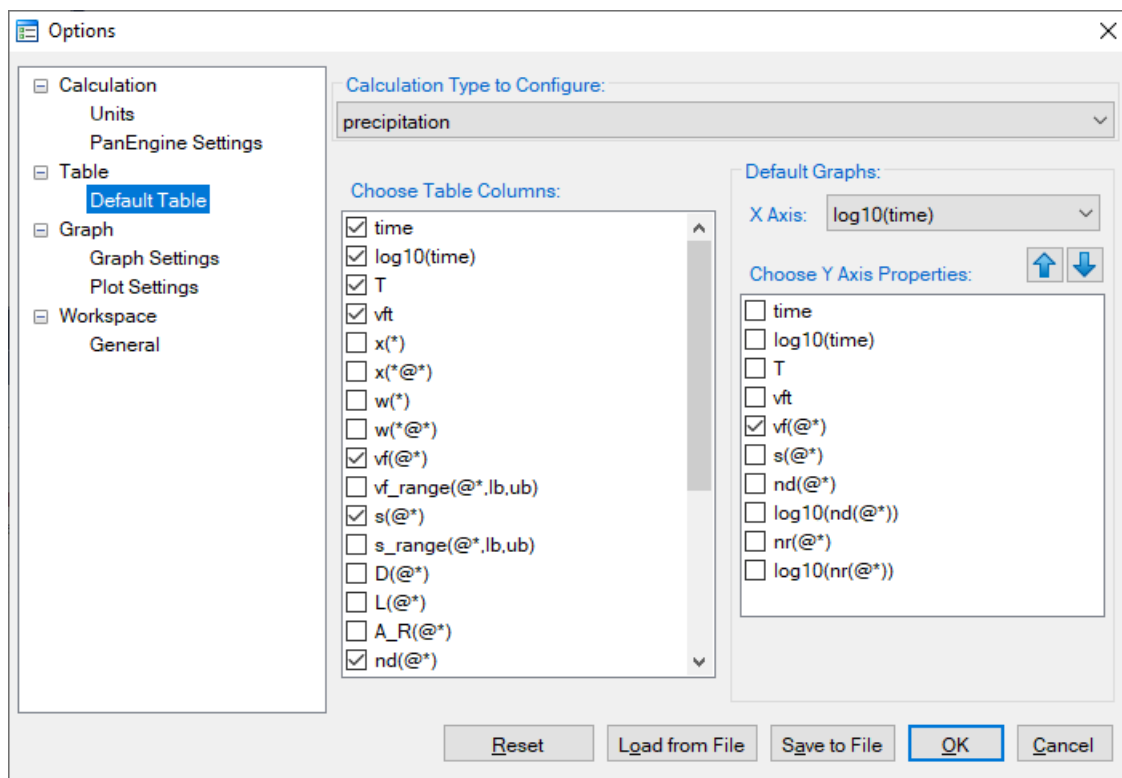 Options
Calculation
Units
PanEngine Settings
Table
Default Table
Graph
Graph Settings
Plot Settings
Workspace
General
Calculation Type to Configure:
precipitation
Choose Table Columns:
time
log10(time)
T
vft
x(*)
x(*@*)
w(*)
w(*@*)
vf(@*)
vf_range(@*,lb,ub)
s(@*)
s_range(@*,lb,ub)
D(@*)
L(@*)
A_R(@*)
nd(@*)
Default Graphs:
X Axis: log10(time)
Choose Y Axis Properties:
time
log10(time)
T
vft
vf(@*)
s(@*)
nd(@*)
log10(nd(@*))
nr(@*)
log10(nr(@*))
Reset Load from File Save to File OK Cancel